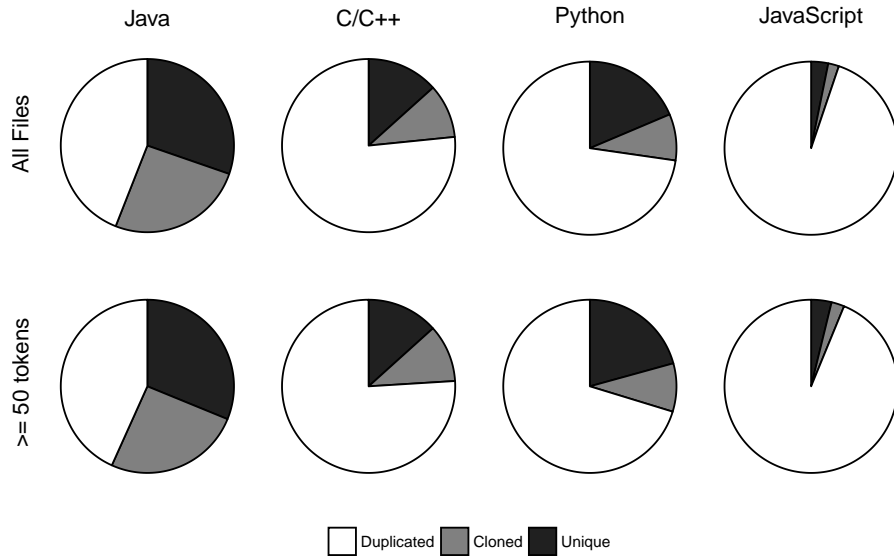 Java C/C++ Python JavaScript
All Files
>= 50 tokens
Duplicated Cloned Unique